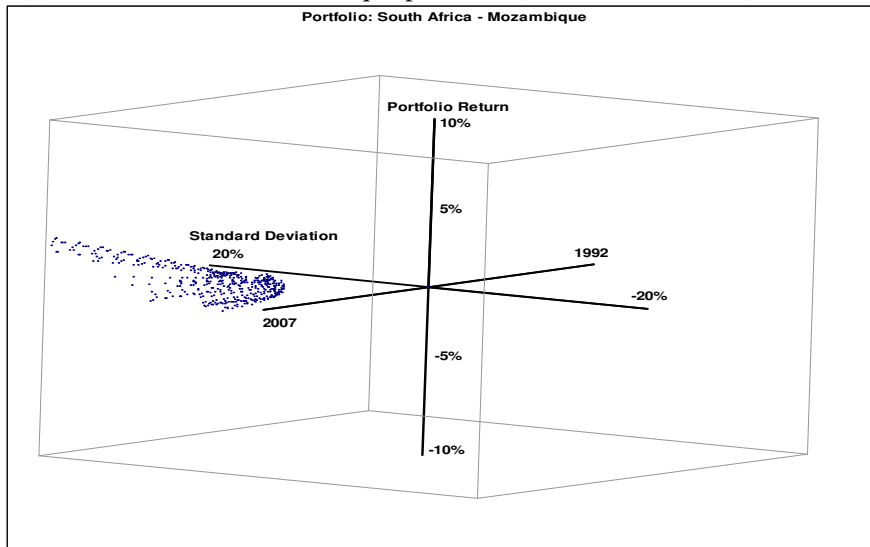 Portfolio: South Africa - Mozambique
Portfolio Return
10%
5%
Standard Deviation
20%
1992
-20%
2007
-5%
-10%